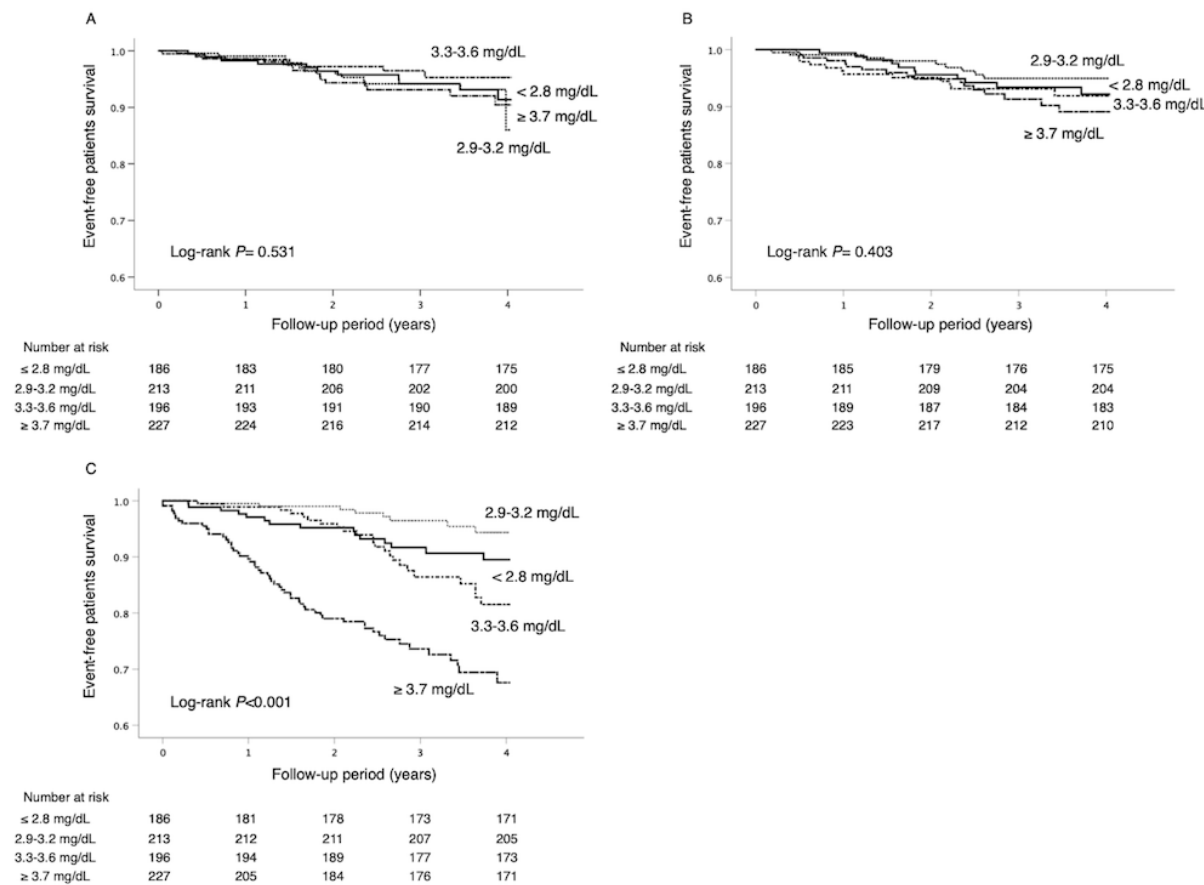 A
Event-free patients survival
1.0
0.9
0.8
0.7
0.6
3.3-3.6 mg/dL
< 2.8 mg/dL
≥ 3.7 mg/dL
2.9-3.2 mg/dL
Log-rank P= 0.531
0 1 2 3 4
Follow-up period (years)
Number at risk
≤ 2.8 mg/dL 186 183 180 177 175
2.9-3.2 mg/dL 213 211 206 202 200
3.3-3.6 mg/dL 196 193 191 190 189
≥ 3.7 mg/dL 227 224 216 214 212
B
Event-free patients survival
1.0
0.9
0.8
0.7
0.6
2.9-3.2 mg/dL
< 2.8 mg/dL
3.3-3.6 mg/dL
≥ 3.7 mg/dL
Log-rank P= 0.403
0 1 2 3 4
Follow-up period (years)
Number at risk
≤ 2.8 mg/dL 186 185 179 176 175
2.9-3.2 mg/dL 213 211 209 204 204
3.3-3.6 mg/dL 196 189 187 184 183
≥ 3.7 mg/dL 227 223 217 212 210
C
Event-free patients survival
1.0
0.9
0.8
0.7
0.6
2.9-3.2 mg/dL
< 2.8 mg/dL
3.3-3.6 mg/dL
≥ 3.7 mg/dL
Log-rank P<0.001
0 1 2 3 4
Follow-up period (years)
Number at risk
≤ 2.8 mg/dL 186 181 178 173 171
2.9-3.2 mg/dL 213 212 211 207 205
3.3-3.6 mg/dL 196 194 189 177 173
≥ 3.7 mg/dL 227 205 184 176 171